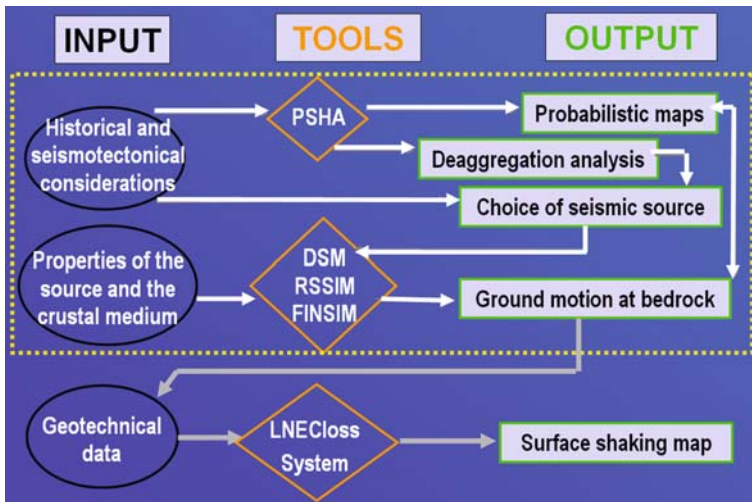 INPUT TOOLS OUTPUT
PSHA
Probabilistic maps
Historical and
seismotectonical
considerations
Deaggregation analysis
Choice of seismic source
Properties of the
source and the
crustal medium
DSM
RSSIM
FINSIM
Ground motion at bedrock
Geotechnical
data
LNECloss
System
Surface shaking map